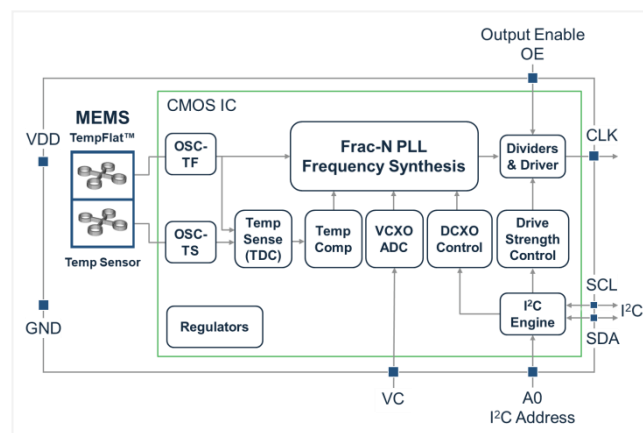 Output Enable
OE
CMOS IC
MEMS
TempFlat™
VDD
OSC-
TF
Frac-N PLL
Frequency Synthesis
Dividers
& Driver
CLK
Temp Sensor
OSC-
TS
Temp
Sense
(TDC)
Temp
Comp
VCXO
ADC
DCXO
Control
Drive
Strength
Control
GND
Regulators
I²C
Engine
SCL
I²C
SDA
VC
A0
I²C Address